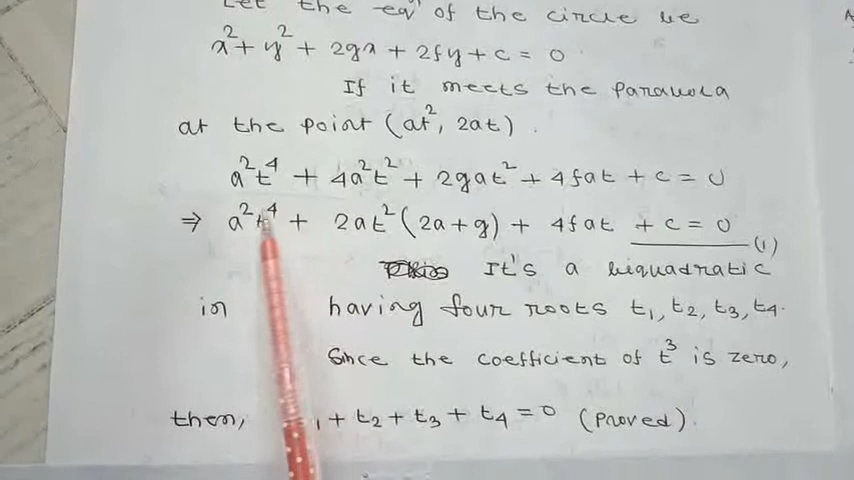 Let the eqⁿ of the circle be
x² + y² + 2gx + 2fy + c = 0
If it meets the parabola
at the point (at², 2at).
a²t⁴ + 4a²t² + 2gat² + 4fat + c = 0
⇒ a²t⁴ + 2at²(2a+g) + 4fat + c = 0 (1)
It's a biquadratic
in having four roots t₁, t₂, t₃, t₄.
Since the coefficient of t³ is zero,
then, ₁ + t₂ + t₃ + t₄ = 0 (Proved).